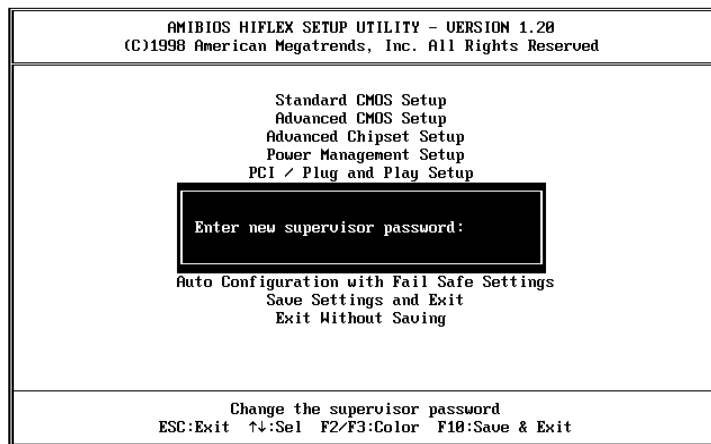 AMIBIOS HIFLEX SETUP UTILITY - VERSION 1.20
(C)1998 American Megatrends, Inc. All Rights Reserved
Standard CMOS Setup
Advanced CMOS Setup
Advanced Chipset Setup
Power Management Setup
PCI / Plug and Play Setup
Enter new supervisor password:
Auto Configuration with Fail Safe Settings
Save Settings and Exit
Exit Without Saving
Change the supervisor password
ESC:Exit ↑↓:Sel F2/F3:Color F10:Save & Exit